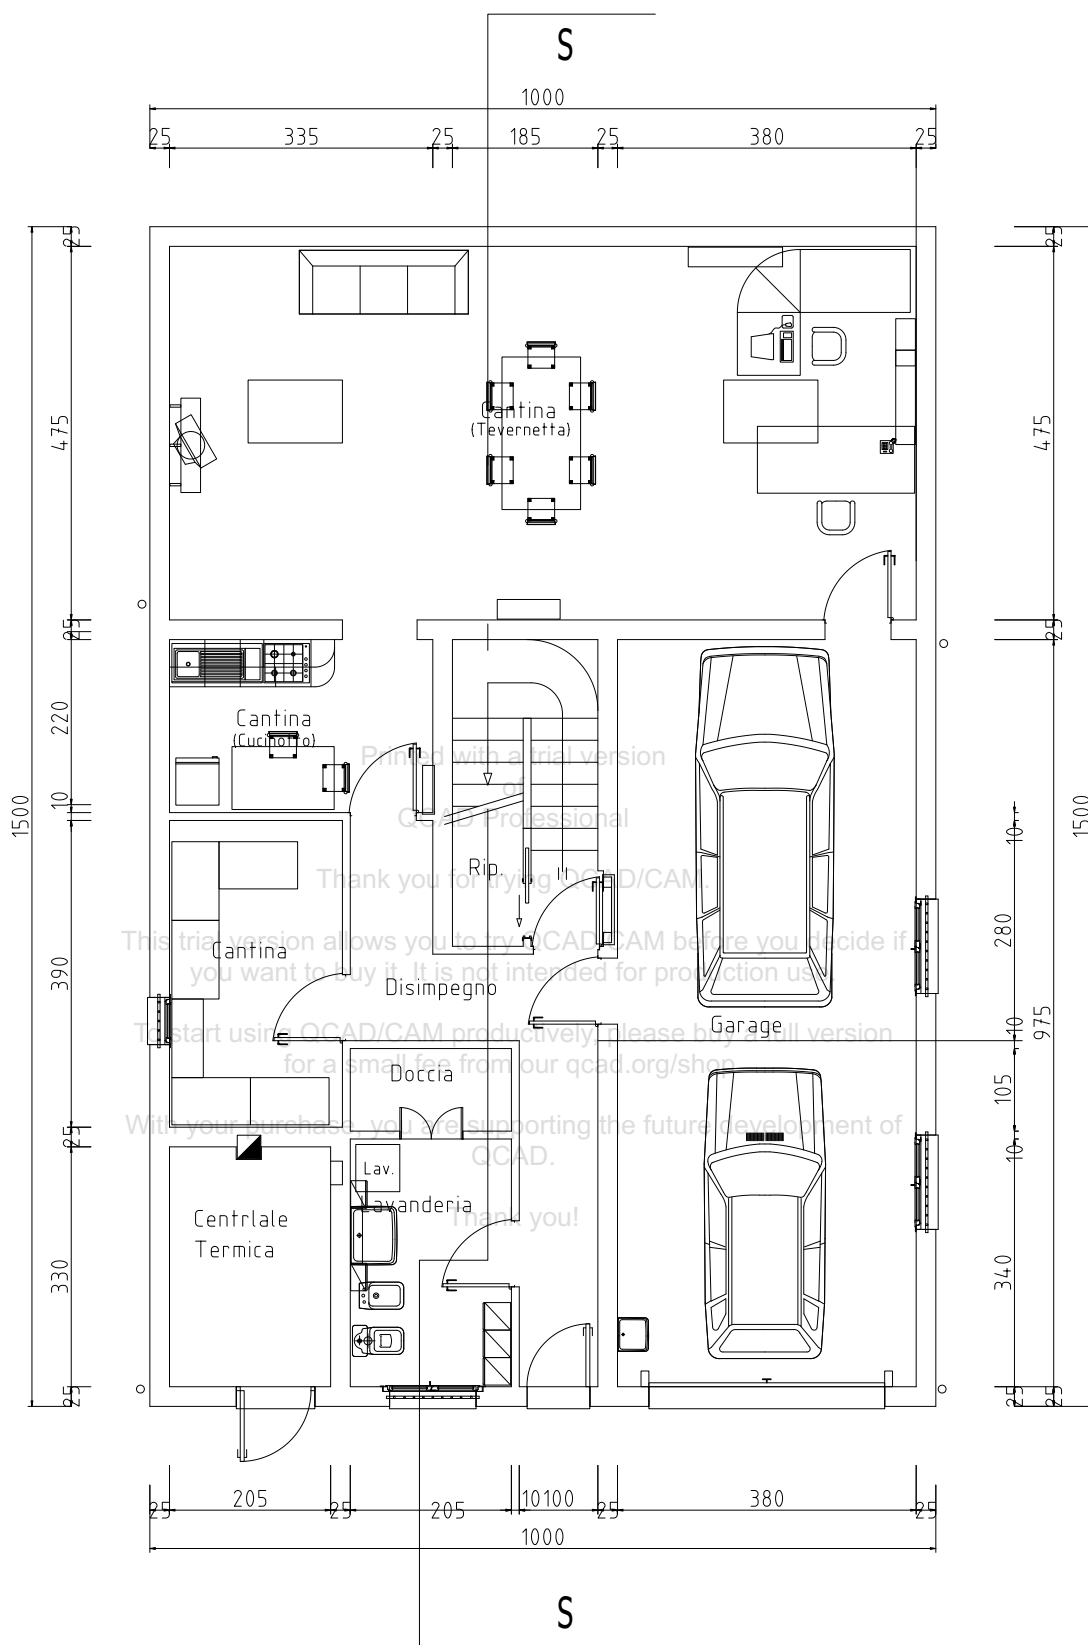 S
1000
25 335 25 185 25 380 25
25
25
475
475
Cantina
(Tevernetta)
25
25
220
Cantina
(Cucinotto)
Printed with a trial version
of
QCAD Professional
10
1500
1500
10
Rip.
Thank you for trying QCAD/CAM.
This trial version allows you to try QCAD/CAM before you decide if
you want to buy it. It is not intended for production use.
Cantina
280
390
Disimpegno
Garage
10
975
To start using QCAD/CAM productively, please buy a full version
for a small fee from our qcad.org/shop.
Doccia
105
With your purchase, you are supporting the future development of
QCAD.
25
10
Lav.
Lavanderia
Thank you!
Centrlale
Termica
330
340
25
25
25
25 205 25 205 10 100 25 380 25
1000
S